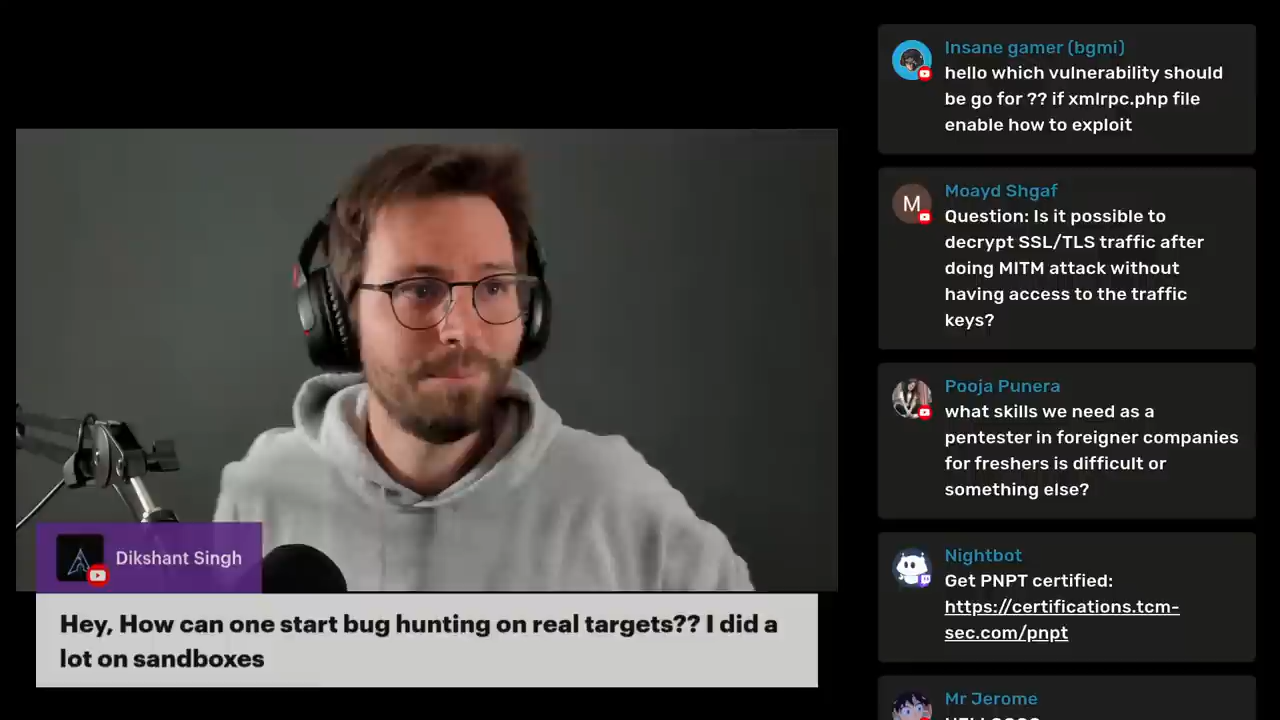 Insane gamer (bgmi)
hello which vulnerability should
be go for ?? if xmlrpc.php file
enable how to exploit
M
Moayd Shgaf
Question: Is it possible to
decrypt SSL/TLS traffic after
doing MITM attack without
having access to the traffic
keys?
Pooja Punera
what skills we need as a
pentester in foreigner companies
for freshers is difficult or
something else?
Nightbot
Get PNPT certified:
https://certifications.tcm-
sec.com/pnpt
Mr Jerome
Dikshant Singh
Hey, How can one start bug hunting on real targets?? I did a
lot on sandboxes